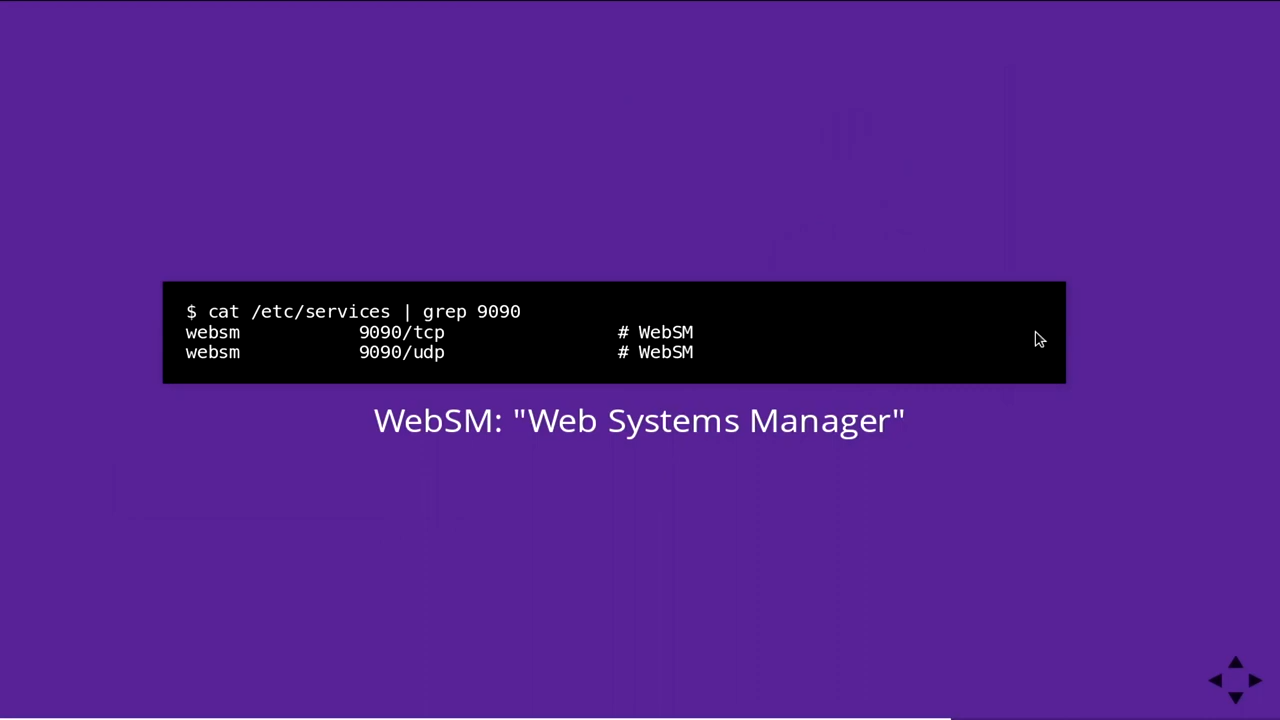 $ cat /etc/services | grep 9090
websm           9090/tcp                # WebSM
websm           9090/udp                # WebSM
WebSM: "Web Systems Manager"